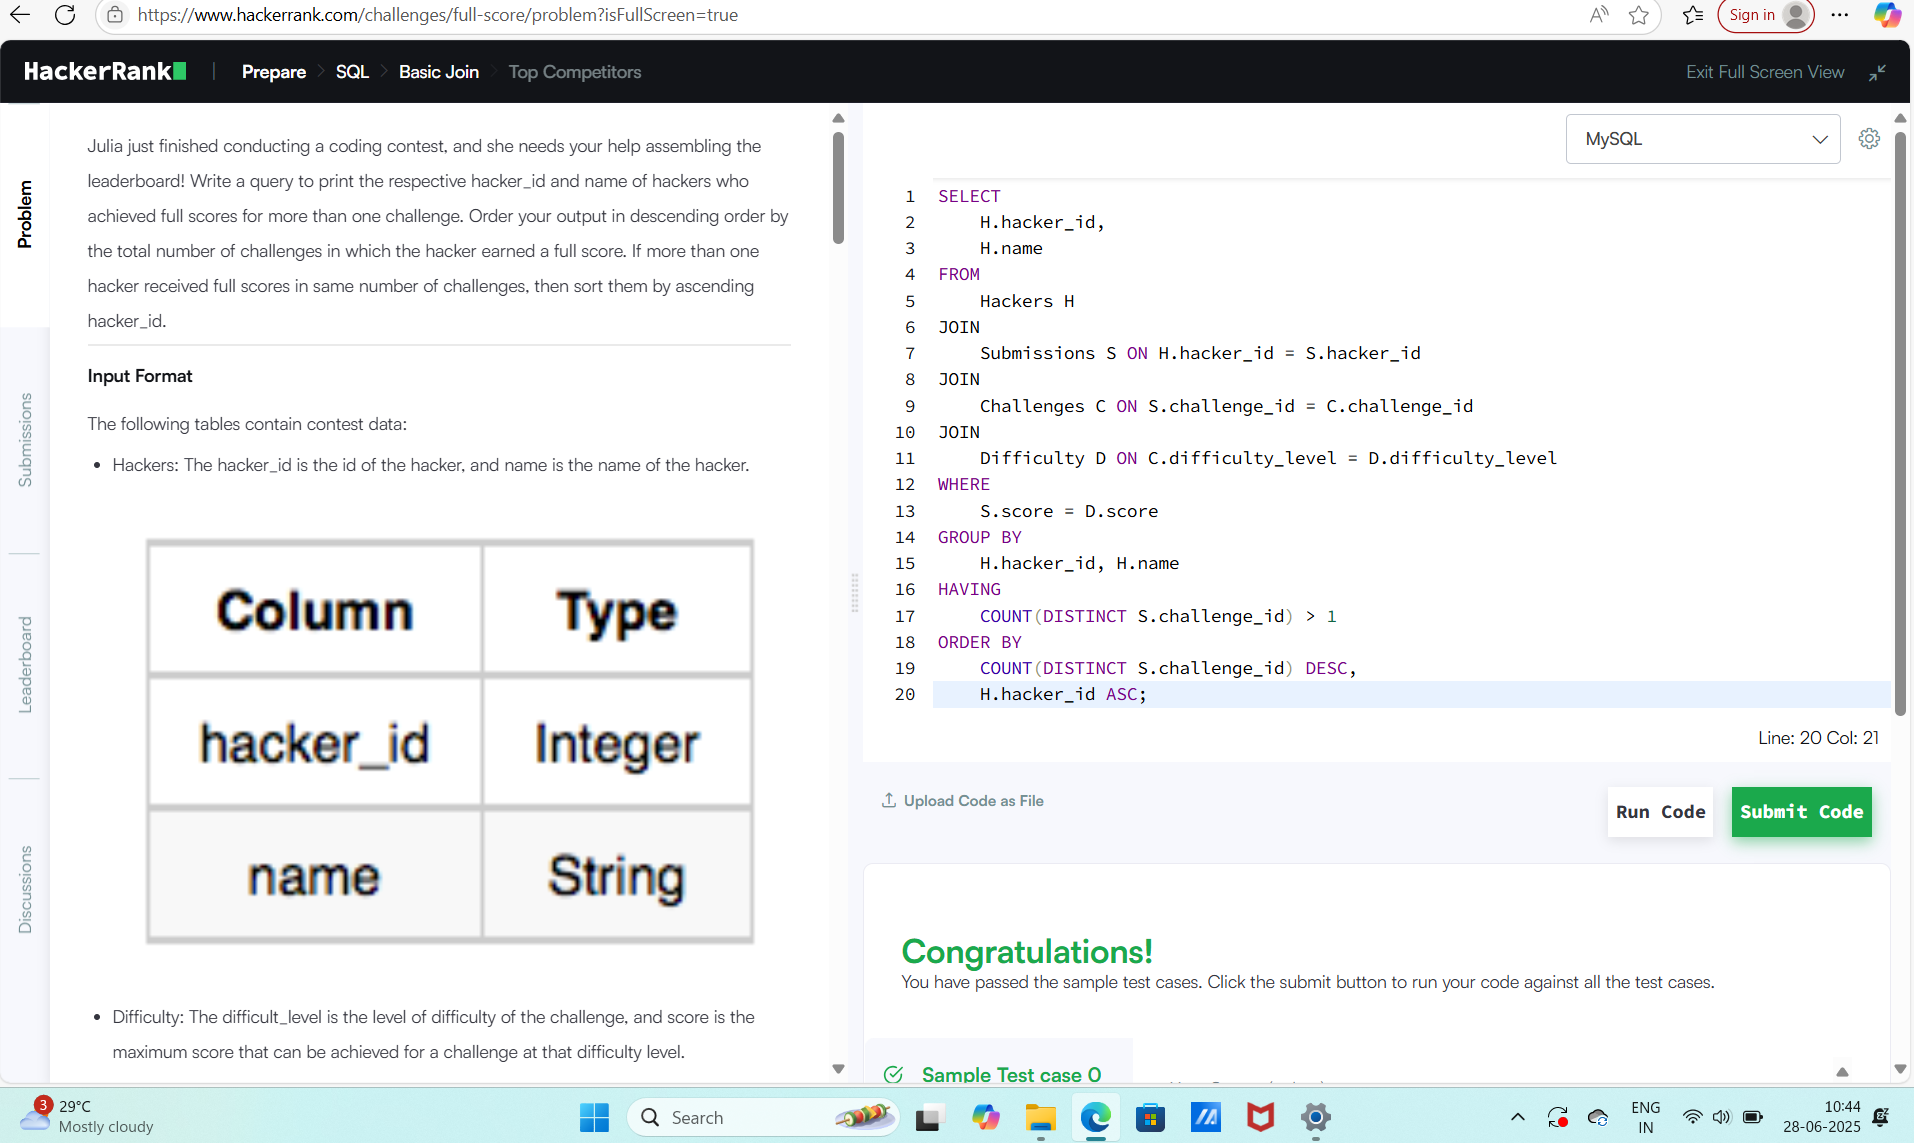 https://www.hackerrank.com/challenges/full-score/problem?isFullScreen=true
Sign in
HackerRank
Prepare
SQL
Basic Join
Top Competitors
Exit Full Screen View
Problem
Submissions
Leaderboard
Discussions
Julia just finished conducting a coding contest, and she needs your help assembling the
leaderboard! Write a query to print the respective hacker_id and name of hackers who
achieved full scores for more than one challenge. Order your output in descending order by
the total number of challenges in which the hacker earned a full score. If more than one
hacker received full scores in same number of challenges, then sort them by ascending
hacker_id.
Input Format
The following tables contain contest data:
• Hackers: The hacker_id is the id of the hacker, and name is the name of the hacker.
Column Type
hacker_id Integer
name String
• Difficulty: The difficult_level is the level of difficulty of the challenge, and score is the
maximum score that can be achieved for a challenge at that difficulty level.
MySQL
1 SELECT
2 H.hacker_id,
3 H.name
4 FROM
5 Hackers H
6 JOIN
7 Submissions S ON H.hacker_id = S.hacker_id
8 JOIN
9 Challenges C ON S.challenge_id = C.challenge_id
10 JOIN
11 Difficulty D ON C.difficulty_level = D.difficulty_level
12 WHERE
13 S.score = D.score
14 GROUP BY
15 H.hacker_id, H.name
16 HAVING
17 COUNT(DISTINCT S.challenge_id) > 1
18 ORDER BY
19 COUNT(DISTINCT S.challenge_id) DESC,
20 H.hacker_id ASC;
Line: 20 Col: 21
Upload Code as File
Run Code
Submit Code
Congratulations!
You have passed the sample test cases. Click the submit button to run your code against all the test cases.
Sample Test case 0
3
29°C
Mostly cloudy
Search
ENG
IN
10:44
28-06-2025